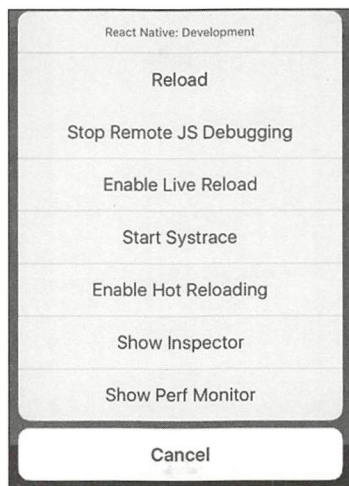 React Native: Development
Reload
Stop Remote JS Debugging
Enable Live Reload
Start Systrace
Enable Hot Reloading
Show Inspector
Show Perf Monitor
Cancel